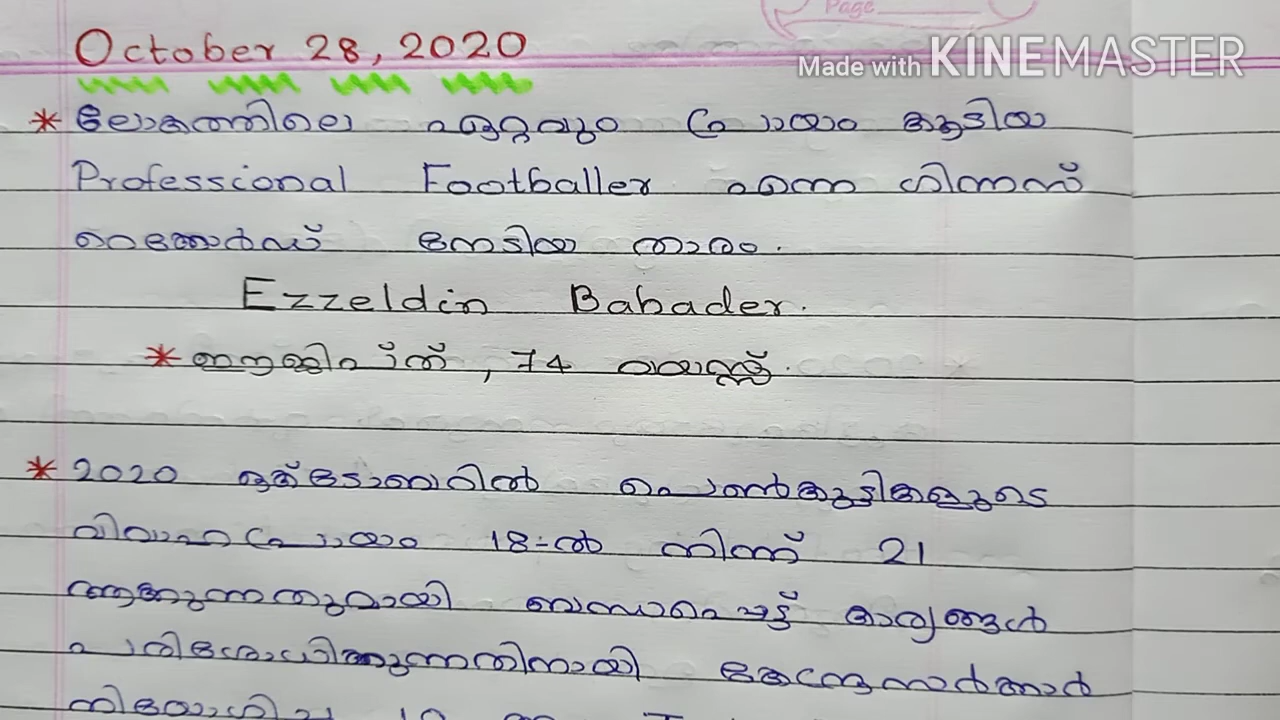 Page
October 28, 2020
Made with KINEMASTER
* ലോകത്തിലെ ഏറ്റവും പ്രായം കൂടിയ
Professional Footballer എന്ന ഗിന്നസ്
റെക്കോർഡ് നേടിയ താരം.
Ezzeldin Bahader.
* ഈജിപ്ത് , 74 വയസ്സ്.
* 2020 ഒക്ടോബറിൽ പെൺകുട്ടികളുടെ
വിവാഹപ്രായം 18-ൽ നിന്ന് 21
ആക്കുന്നതുമായി ബന്ധപ്പെട്ട് കാര്യങ്ങൾ
പരിശോധിക്കുന്നതിനായി കേന്ദ്രസർക്കാർ